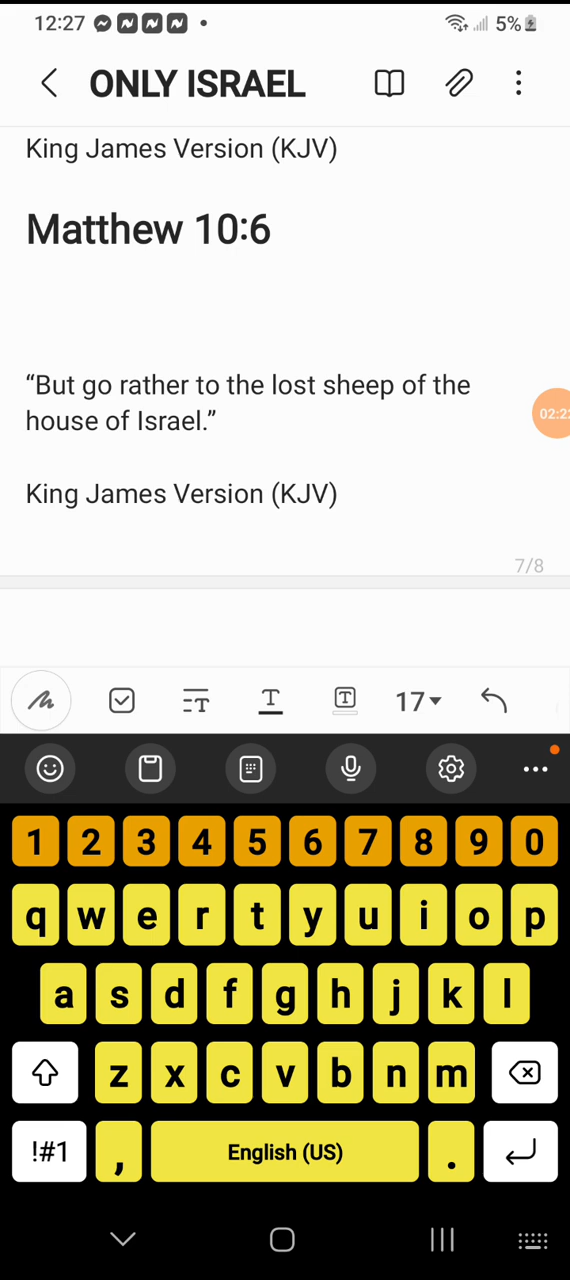 12:27
5%
ONLY ISRAEL
King James Version (KJV)
Matthew 10:6
“But go rather to the lost sheep of the
house of Israel.”
King James Version (KJV)
7/8
T
T
T
17
1 2 3 4 5 6 7 8 9 0
q w e r t y u i o p
a s d f g h j k l
z x c v b n m
!#1 , English (US) .